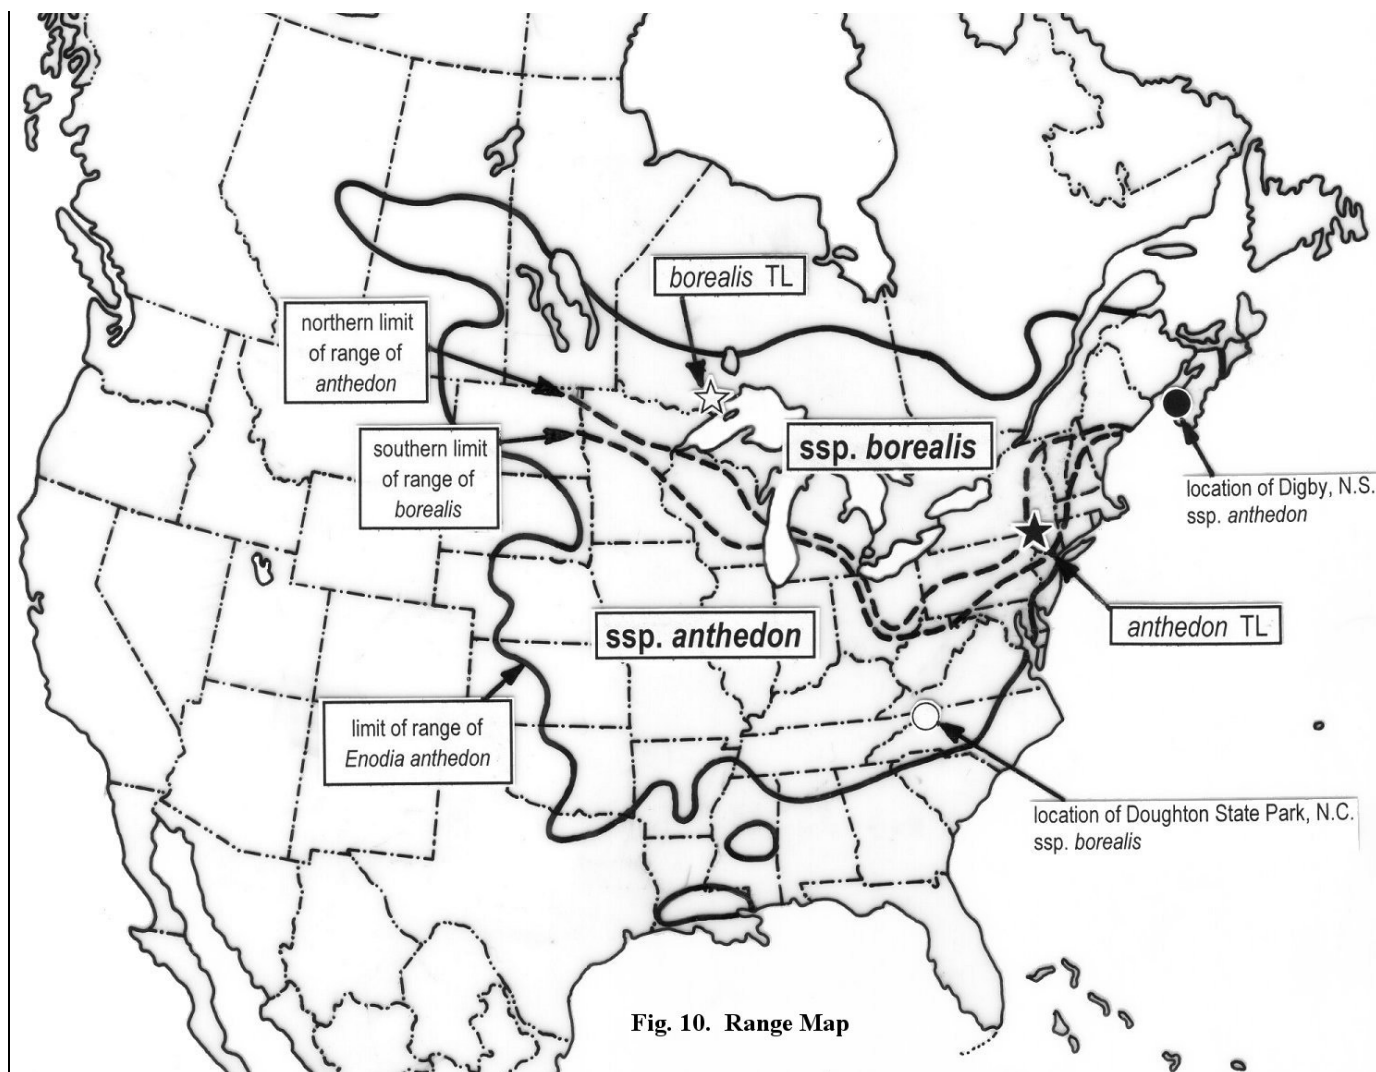 borealis TL
northern limit
of range of
anthedon
southern limit
of range of
borealis
ssp. borealis
location of Digby, N.S.
ssp. anthedon
ssp. anthedon
anthedon TL
limit of range of
Enodia anthedon
location of Doughton State Park, N.C.
ssp. borealis
Fig. 10. Range Map